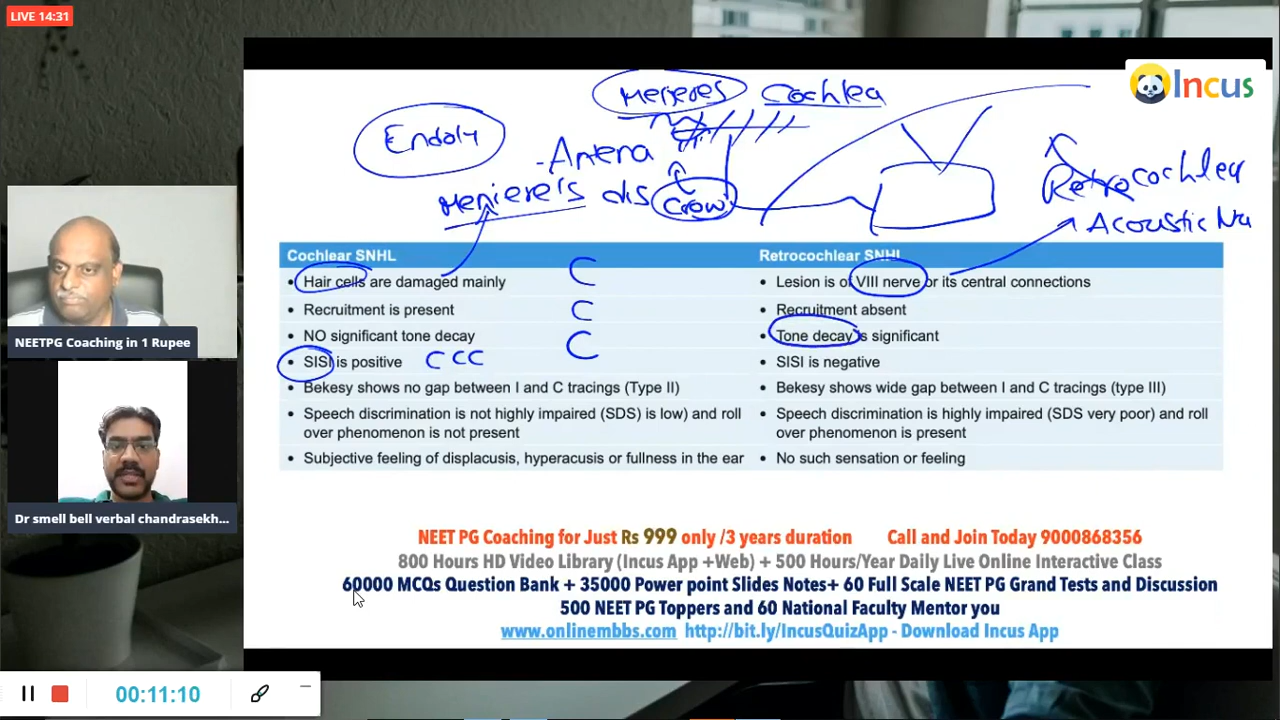 LIVE 14:31
Incus
Menieres Cochlea
Endoly
-Antena
Meniere's dis Crow
Retrocochlea
Acoustic Nu
Cochlear SNHL Retrocochlear SNHL
• Hair cells are damaged mainly C • Lesion is of VIII nerve or its central connections
• Recruitment is present C • Recruitment absent
• NO significant tone decay C • Tone decay is significant
• SISI is positive C C C • SISI is negative
• Bekesy shows no gap between I and C tracings (Type II) • Bekesy shows wide gap between I and C tracings (type III)
• Speech discrimination is not highly impaired (SDS) is low) and roll • Speech discrimination is highly impaired (SDS very poor) and roll
over phenomenon is not present over phenomenon is present
• Subjective feeling of displacusis, hyperacusis or fullness in the ear • No such sensation or feeling
NEETPG Coaching in 1 Rupee
Dr smell bell verbal chandrasekh...
NEET PG Coaching for Just Rs 999 only /3 years duration Call and Join Today 9000868356
800 Hours HD Video Library (Incus App +Web) + 500 Hours/Year Daily Live Online Interactive Class
60000 MCQs Question Bank + 35000 Power point Slides Notes+ 60 Full Scale NEET PG Grand Tests and Discussion
500 NEET PG Toppers and 60 National Faculty Mentor you
www.onlinembbs.com http://bit.ly/IncusQuizApp - Download Incus App
00:11:10